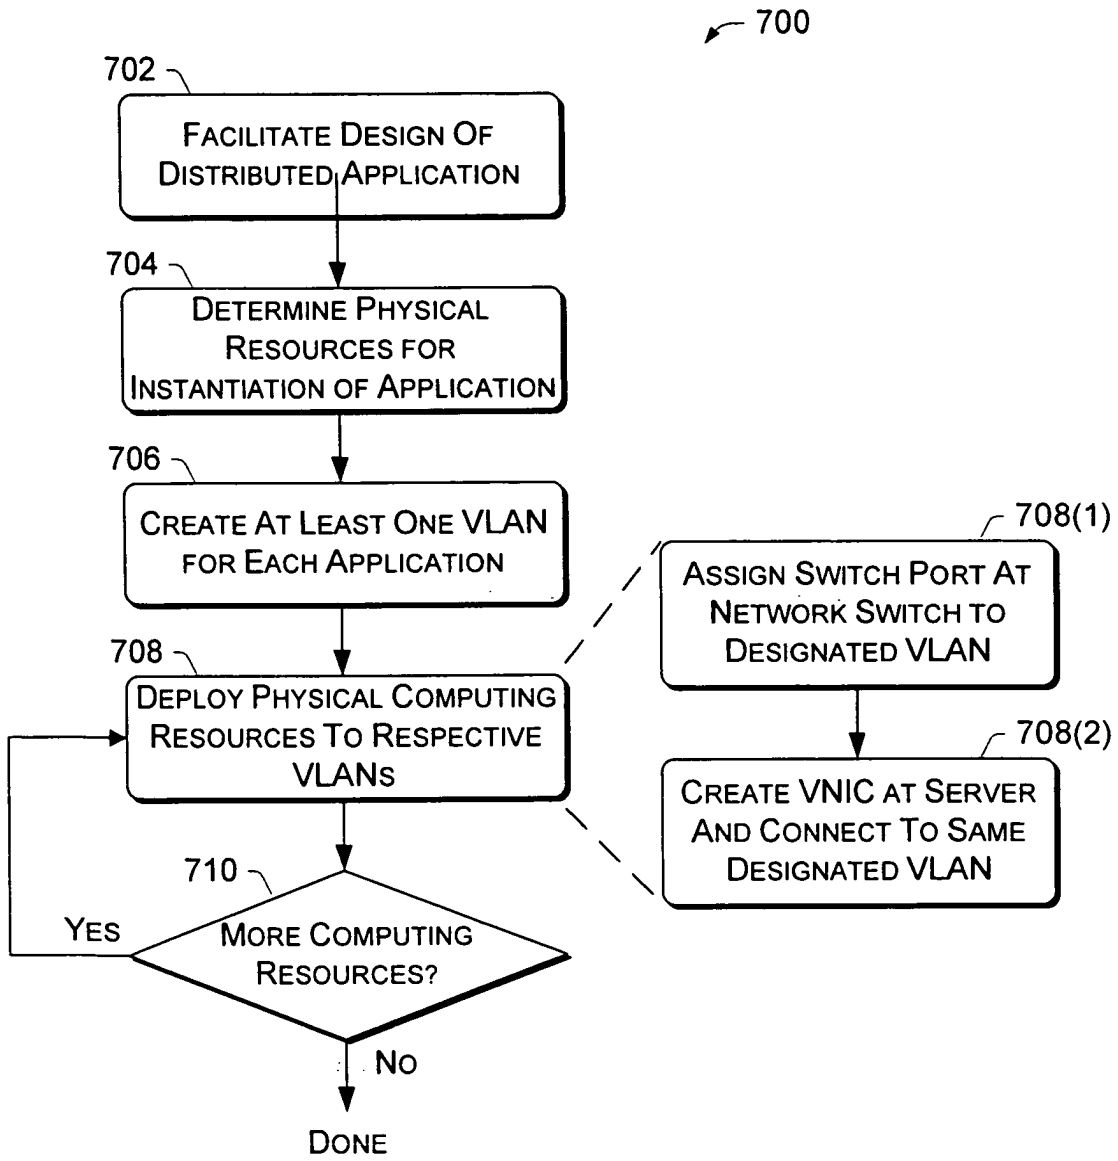 700
702
FACILITATE DESIGN OF
DISTRIBUTED APPLICATION
704
DETERMINE PHYSICAL
RESOURCES FOR
INSTANTIATION OF APPLICATION
706
CREATE AT LEAST ONE VLAN
FOR EACH APPLICATION
708
DEPLOY PHYSICAL COMPUTING
RESOURCES TO RESPECTIVE
VLANS
708(1)
ASSIGN SWITCH PORT AT
NETWORK SWITCH TO
DESIGNATED VLAN
708(2)
CREATE VNIC AT SERVER
AND CONNECT TO SAME
DESIGNATED VLAN
710
MORE COMPUTING
RESOURCES?
YES
NO
DONE